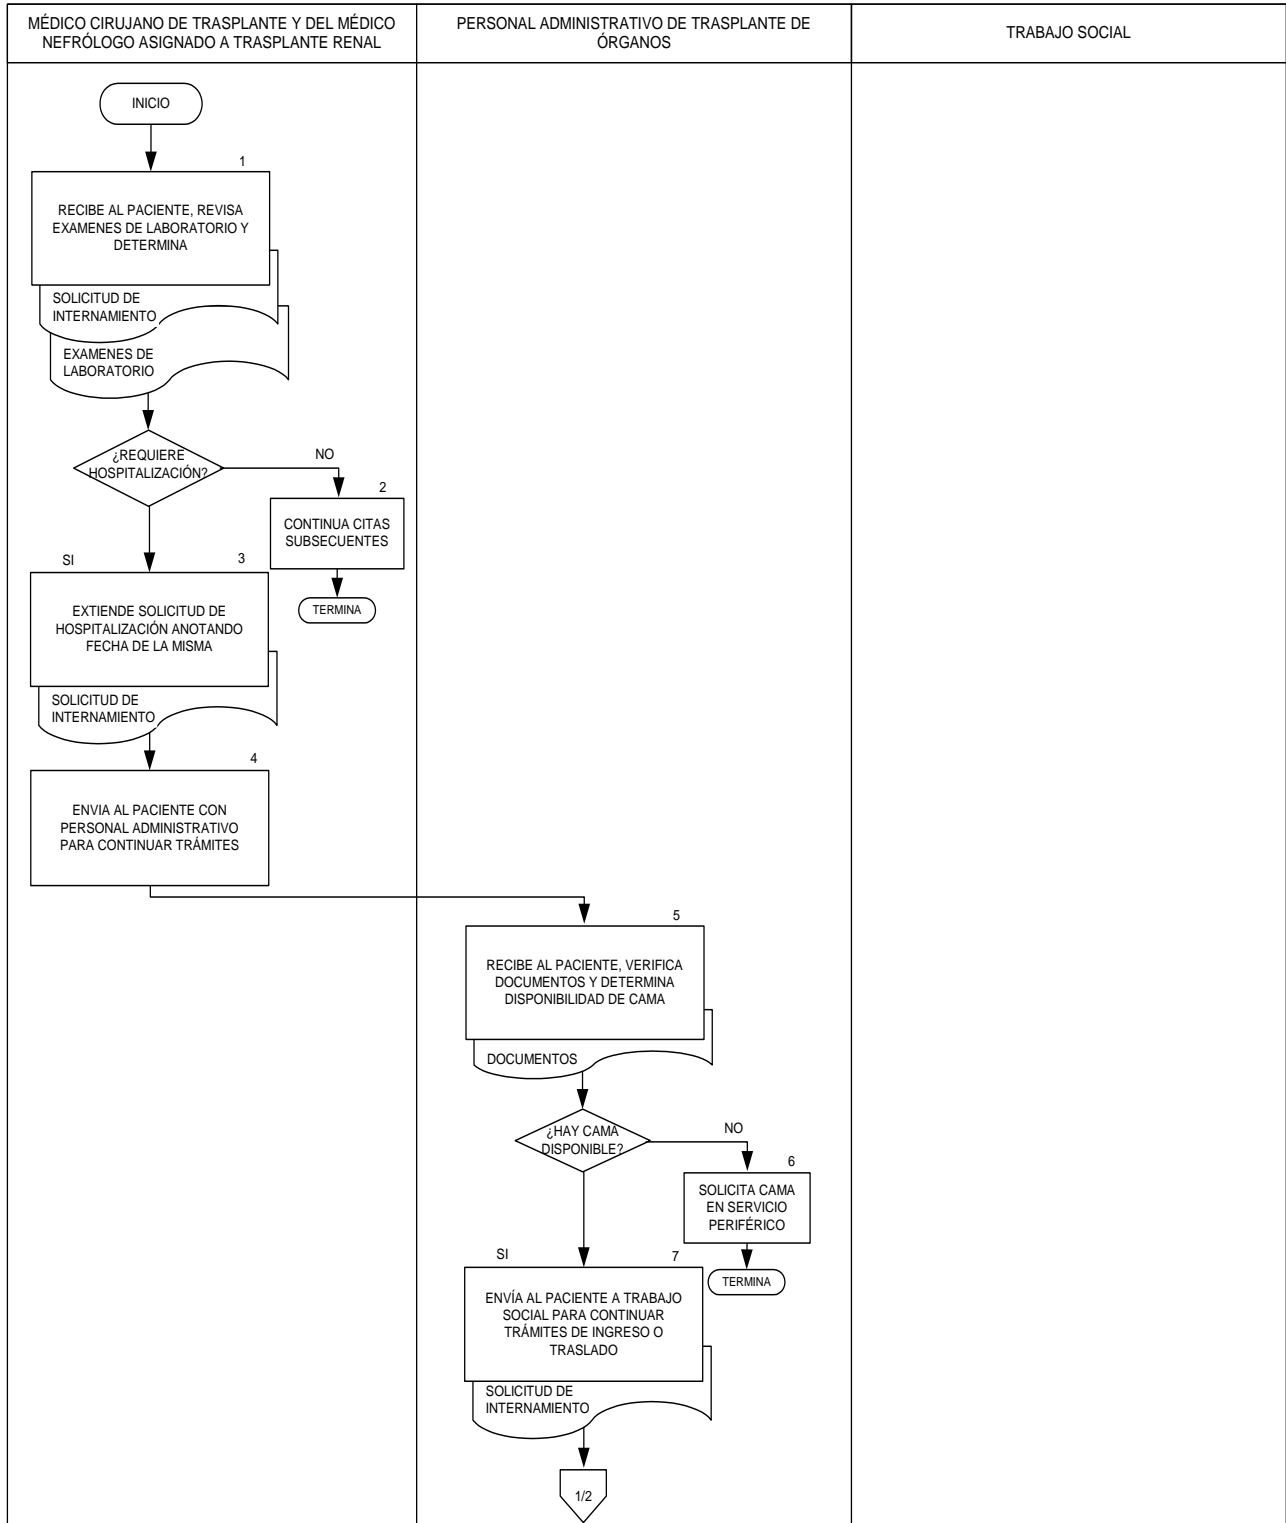 MÉDICO CIRUJANO DE TRASPLANTE Y DEL MÉDICO
NEFRÓLOGO ASIGNADO A TRASPLANTE RENAL
PERSONAL ADMINISTRATIVO DE TRASPLANTE DE
ÓRGANOS
TRABAJO SOCIAL
INICIO
1
RECIBE AL PACIENTE, REVISA
EXAMENES DE LABORATORIO Y
DETERMINA
SOLICITUD DE
INTERNAMIENTO
EXAMENES DE
LABORATORIO
¿REQUIERE
HOSPITALIZACIÓN?
NO
2
CONTINUA CITAS
SUBSECUENTES
TERMINA
SI
3
EXTIENDE SOLICITUD DE
HOSPITALIZACIÓN ANOTANDO
FECHA DE LA MISMA
SOLICITUD DE
INTERNAMIENTO
4
ENVIA AL PACIENTE CON
PERSONAL ADMINISTRATIVO
PARA CONTINUAR TRÁMITES
5
RECIBE AL PACIENTE, VERIFICA
DOCUMENTOS Y DETERMINA
DISPONIBILIDAD DE CAMA
DOCUMENTOS
¿HAY CAMA
DISPONIBLE?
NO
6
SOLICITA CAMA
EN SERVICIO
PERIFÉRICO
TERMINA
SI
7
ENVÍA AL PACIENTE A TRABAJO
SOCIAL PARA CONTINUAR
TRÁMITES DE INGRESO O
TRASLADO
SOLICITUD DE
INTERNAMIENTO
1/2